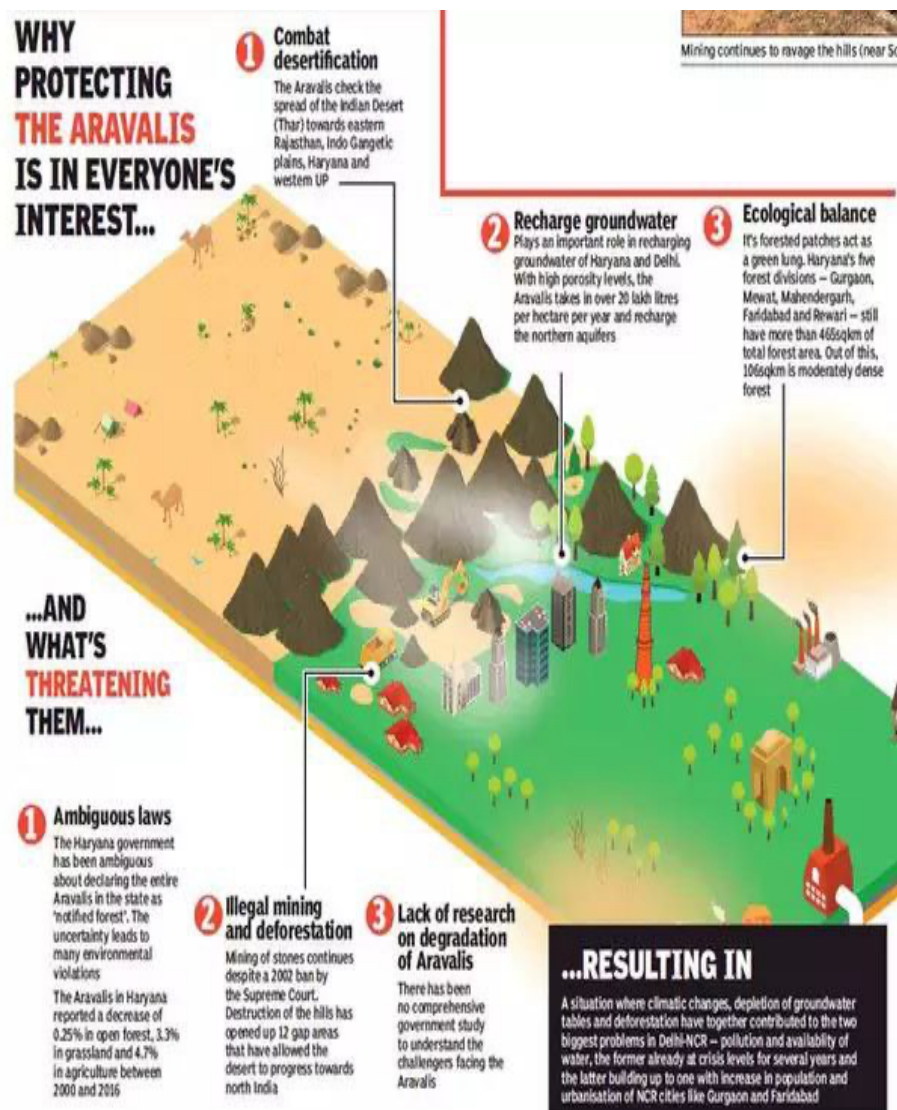 WHY
PROTECTING
THE ARAVALIS
IS IN EVERYONE'S
INTEREST...
1 Combat
desertification
The Aravalis check the
spread of the Indian Desert
(Thar) towards eastern
Rajasthan, Indo Gangetic
plains, Haryana and
western UP
Mining continues to ravage the hills (near
2 Recharge groundwater
Plays an important role in recharging
groundwater of Haryana and Delhi.
With high porosity levels, the
Aravalis takes in over 20 lakh litres
per hectare per year and recharge
the northern aquifers
3 Ecological balance
It's forested patches act as
a green lung. Haryana's five
forest divisions — Gurgaon,
Mewat, Mahendergarh,
Faridabad and Rewari — still
have more than 465sqkm of
total forest area. Out of this,
106sqkm is moderately dense
forest
...AND
WHAT'S
THREATENING
THEM...
1 Ambiguous laws
The Haryana government
has been ambiguous
about declaring the entire
Aravalis in the state as
'notified forest'. The
uncertainty leads to
many environmental
violations
The Aravalis in Haryana
reported a decrease of
0.25% in open forest, 3.3%
in grassland and 4.7%
in agriculture between
2000 and 2016
2 Illegal mining
and deforestation
Mining of stones continues
despite a 2002 ban by
the Supreme Court.
Destruction of the hills has
opened up 12 gap areas
that have allowed the
desert to progress towards
north India
3 Lack of research
on degradation
of Aravalis
There has been
no comprehensive
government study
to understand the
challengers facing the
Aravalis
...RESULTING IN
A situation where climatic changes, depletion of groundwater
tables and deforestation have together contributed to the two
biggest problems in Delhi-NCR — pollution and availablity of
water, the former already at crisis levels for several years and
the latter building up to one with increase in population and
urbanisation of NCR cities like Gurgaon and Faridabad